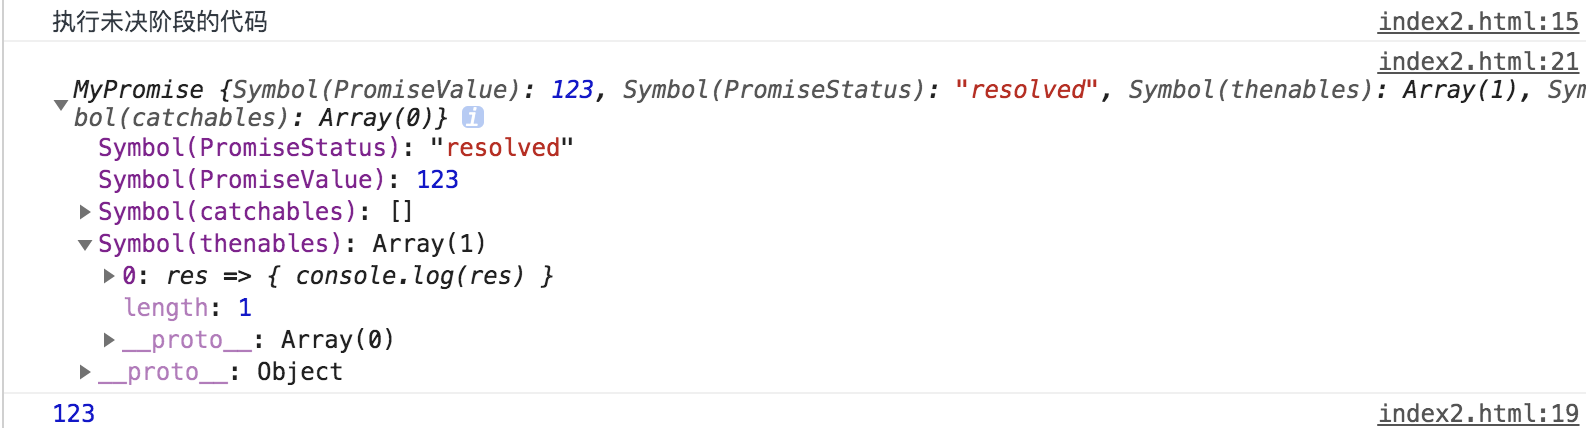 执行未决阶段的代码 index2.html:15
index2.html:21
MyPromise {Symbol(PromiseValue): 123, Symbol(PromiseStatus): "resolved", Symbol(thenables): Array(1), Sym
bol(catchables): Array(0)} i
Symbol(PromiseStatus): "resolved"
Symbol(PromiseValue): 123
Symbol(catchables): []
Symbol(thenables): Array(1)
0: res => { console.log(res) }
length: 1
__proto__: Array(0)
__proto__: Object
123 index2.html:19